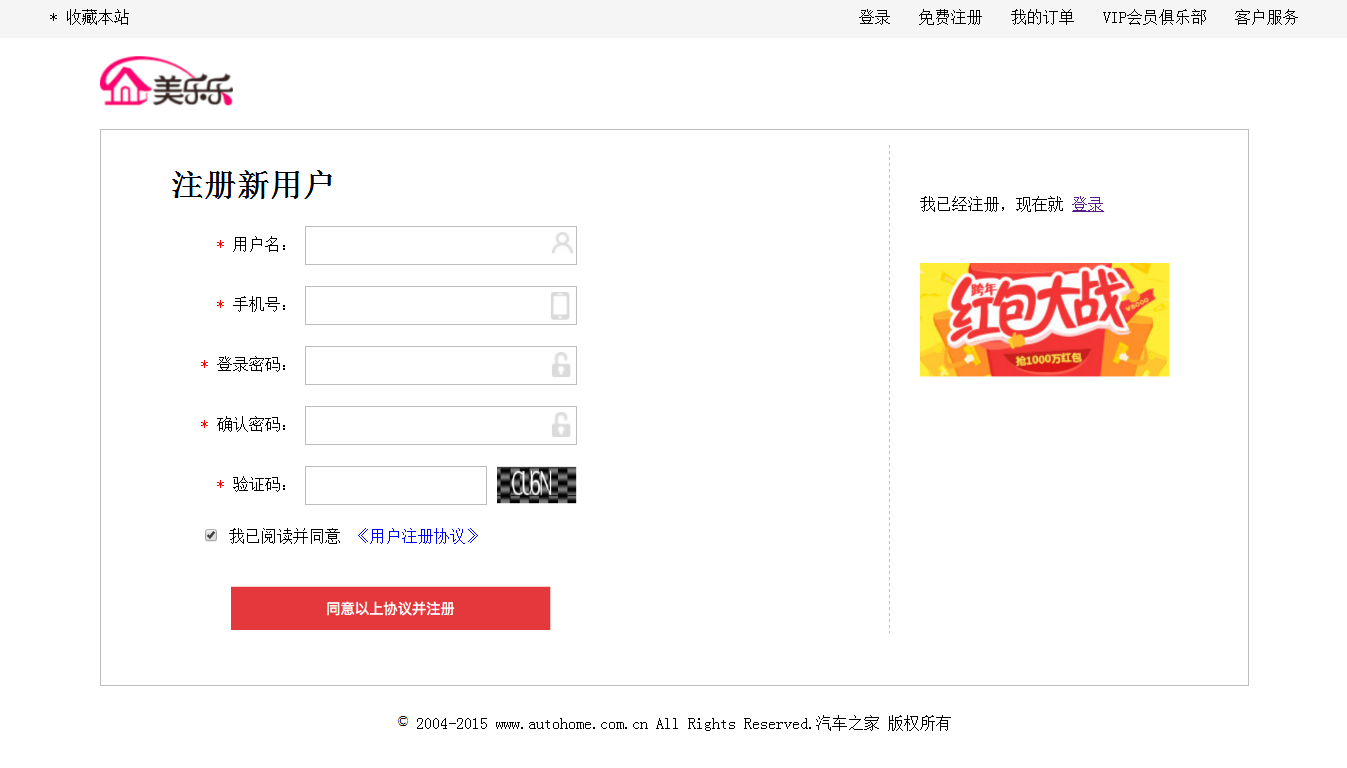 * 收藏本站 登录 免费注册 我的订单 VIP会员俱乐部 客户服务
美乐乐
注册新用户
我已经注册，现在就 登录
* 用户名：
* 手机号：
* 登录密码：
* 确认密码：
* 验证码： CU6N
我已阅读并同意 《用户注册协议》
同意以上协议并注册
跨年
红包大战
¥5000
抢1000万红包
© 2004-2015 www.autohome.com.cn All Rights Reserved.汽车之家 版权所有